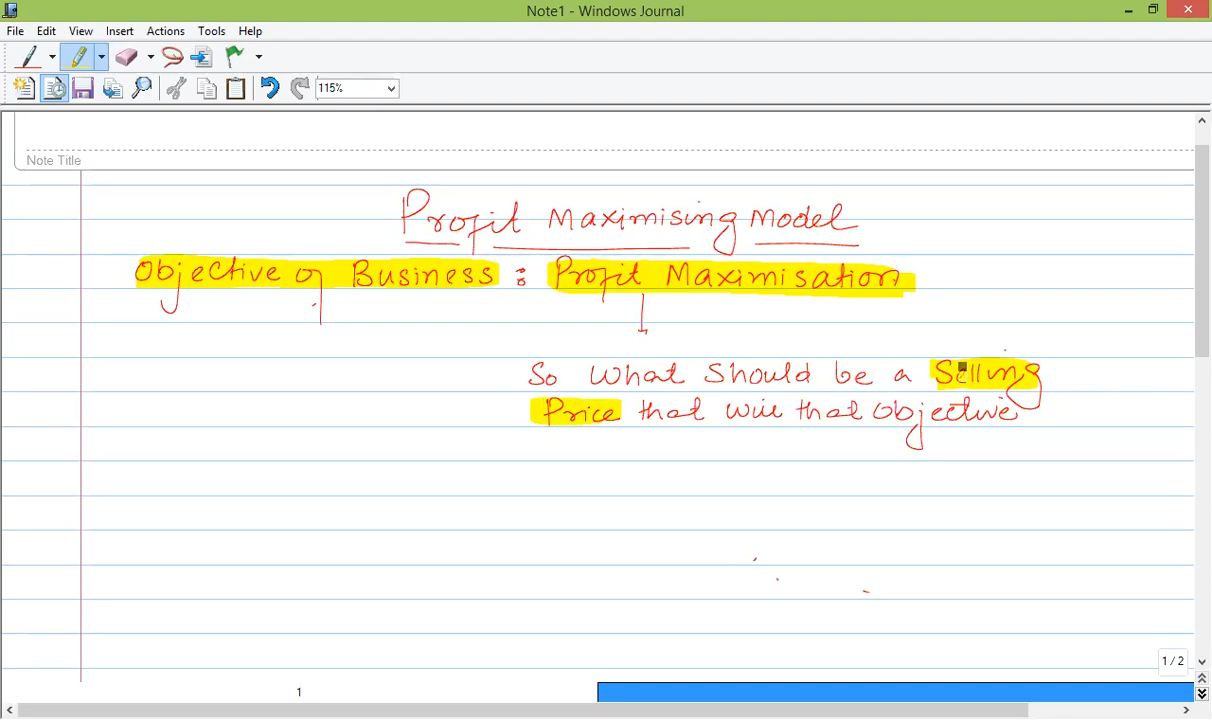 Note1 - Windows Journal
File Edit View Insert Actions Tools Help
115%
Note Title
Profit Maximising Model
Objective of Business : Profit Maximisation
So What Should be a Selling
Price that will that Objective
1 / 2
1